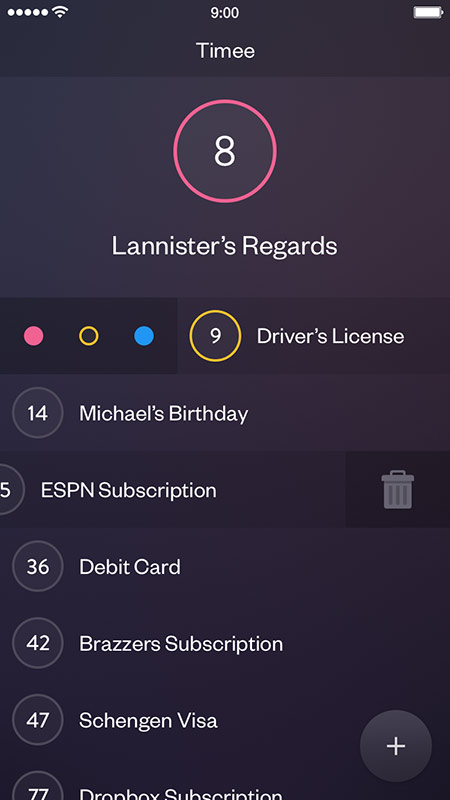 9:00
Timee
8
Lannister's Regards
9 Driver's License
14 Michael's Birthday
5 ESPN Subscription
36 Debit Card
42 Brazzers Subscription
47 Schengen Visa
77 Dropbox Subscription
+